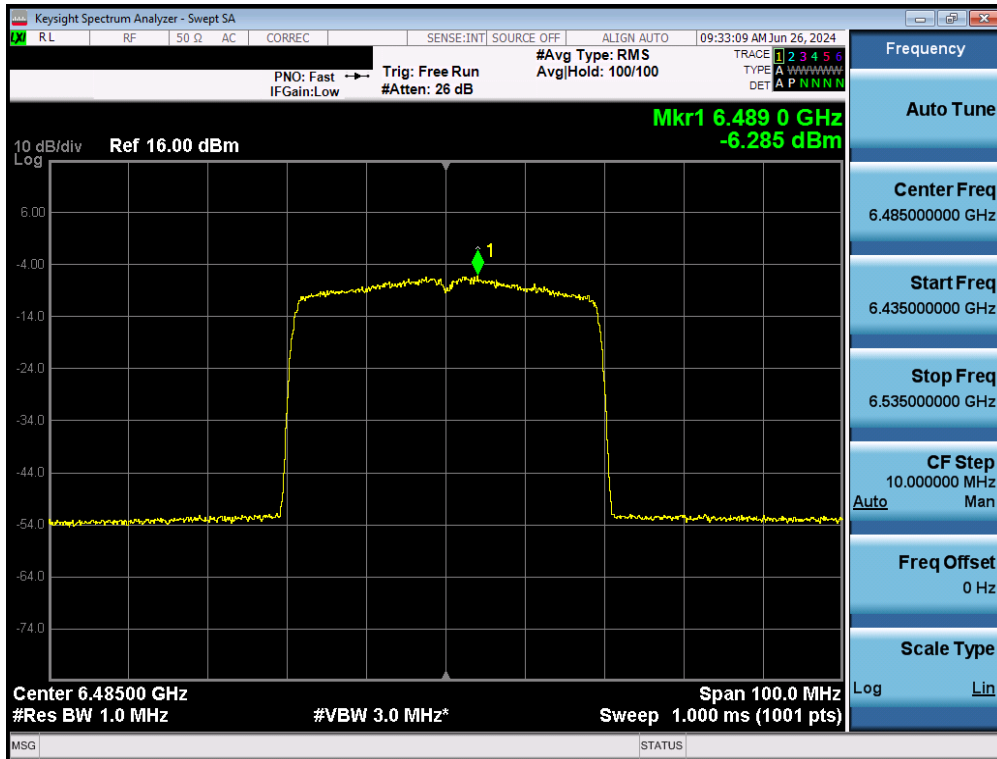 Keysight Spectrum Analyzer - Swept SA
LXI RL RF 50 Ω AC CORREC SENSE:INT SOURCE OFF ALIGN AUTO 09:33:09 AM Jun 26, 2024
PNO: Fast
IFGain:Low
Trig: Free Run
#Atten: 26 dB
#Avg Type: RMS
Avg|Hold: 100/100
TRACE 1 2 3 4 5 6
TYPE A WWWWW
DET A P N N N N
Mkr1 6.489 0 GHz
-6.285 dBm
10 dB/div Ref 16.00 dBm
Log
6.00
-4.00
-14.0
-24.0
-34.0
-44.0
-54.0
-64.0
-74.0
1
Center 6.48500 GHz Span 100.0 MHz
#Res BW 1.0 MHz #VBW 3.0 MHz* Sweep 1.000 ms (1001 pts)
MSG STATUS
Frequency
Auto Tune
Center Freq
6.485000000 GHz
Start Freq
6.435000000 GHz
Stop Freq
6.535000000 GHz
CF Step
10.000000 MHz
Auto Man
Freq Offset
0 Hz
Scale Type
Log Lin